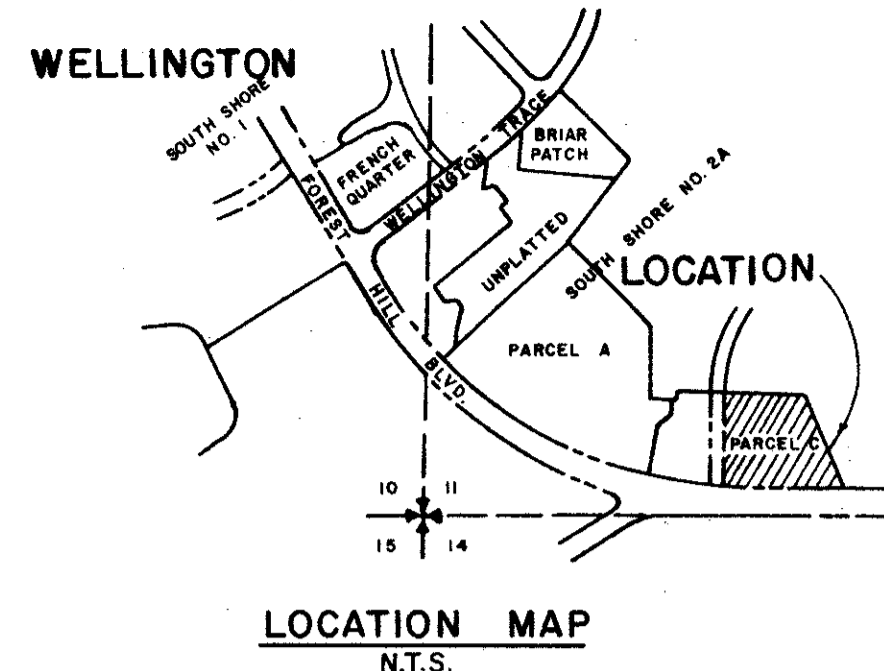 WELLINGTON
SOUTH SHORE
NO. 1
FRENCH
QUARTER
WELLINGTON TRACE
BRIAR
PATCH
FOREST HILL BLVD.
UNPLATTED
SOUTH SHORE NO. 2A
LOCATION
PARCEL A
PARCEL C
10 11
15 14
LOCATION MAP
N.T.S.